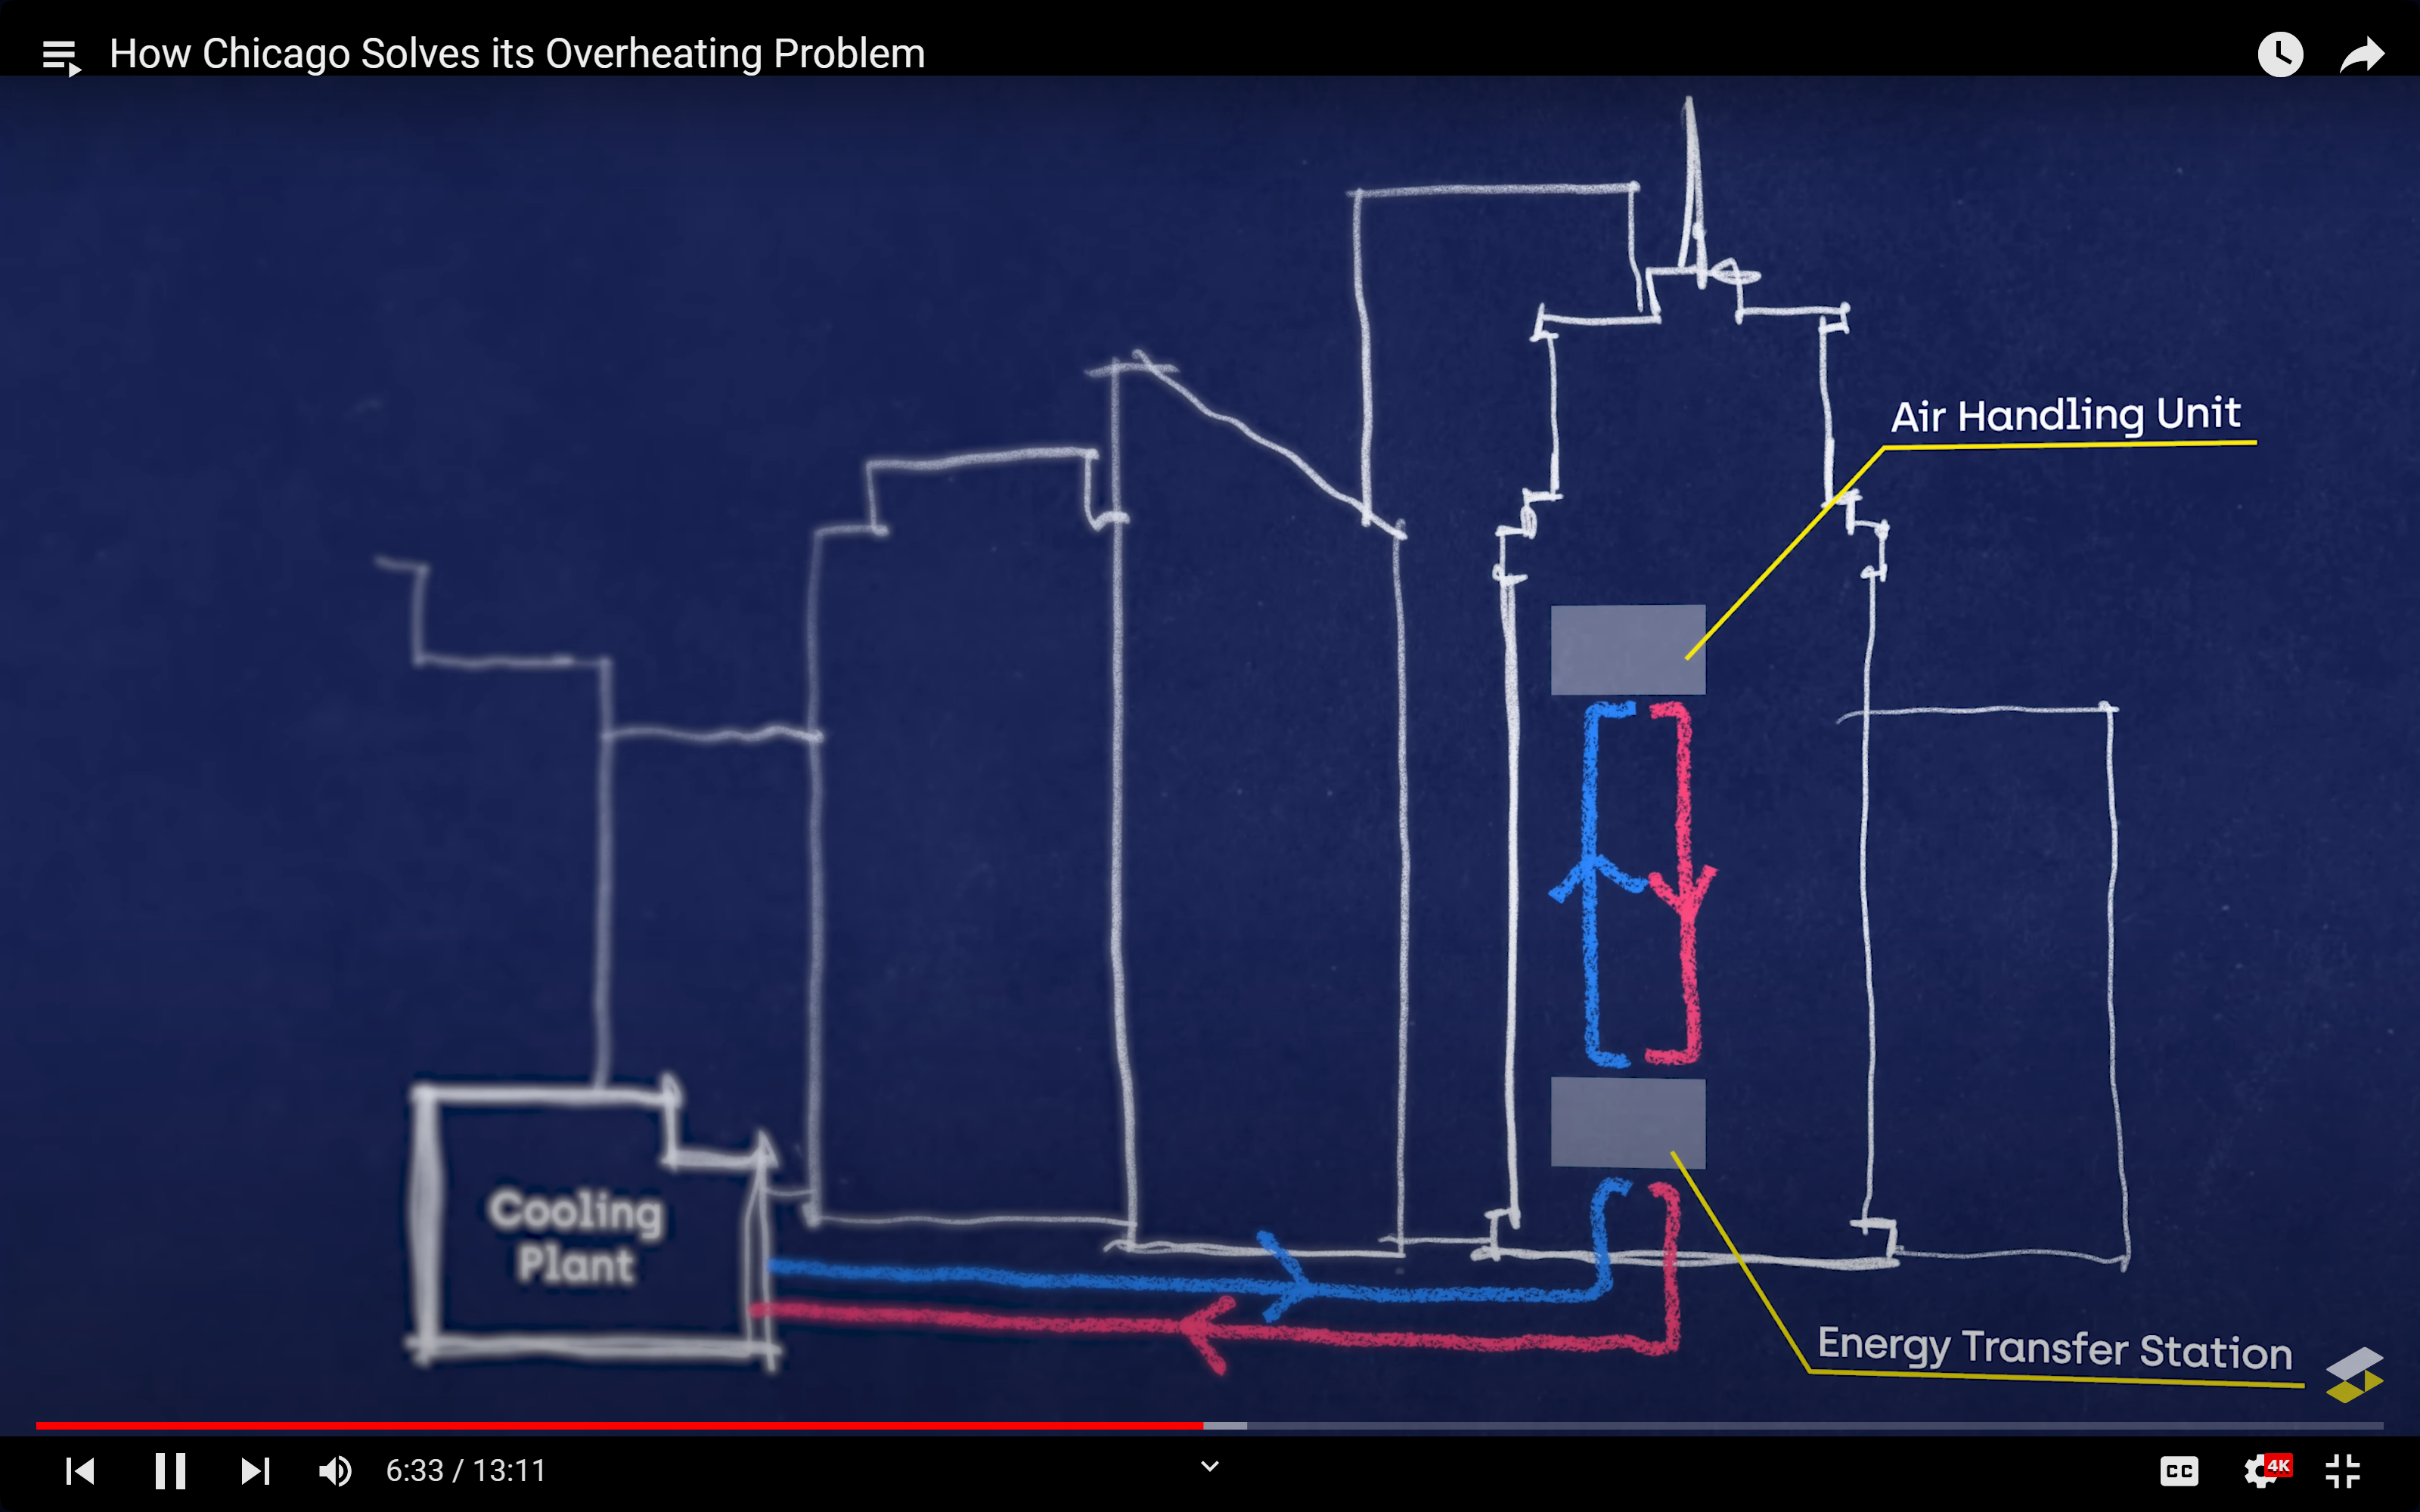 How Chicago Solves its Overheating Problem
Air Handling Unit
Cooling
Plant
Energy Transfer Station
6:33 / 13:11
CC
4K